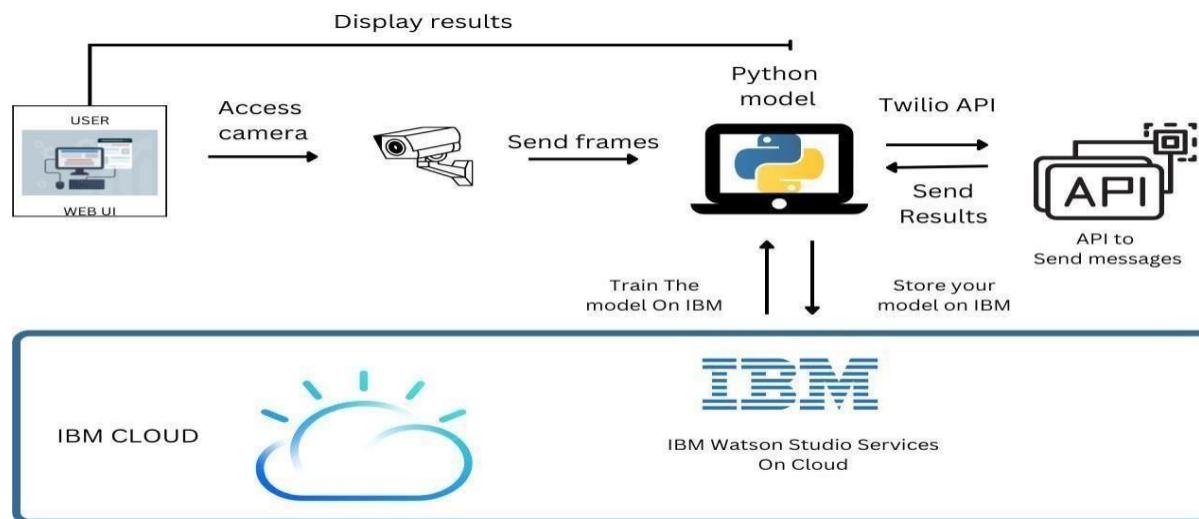 Display results
USER
WEB UI
Access
camera
Send frames
Python
model
Twilio API
Send
Results
API
API to
Send messages
Train The
model On IBM
Store your
model on IBM
IBM CLOUD
IBM
IBM Watson Studio Services
On Cloud